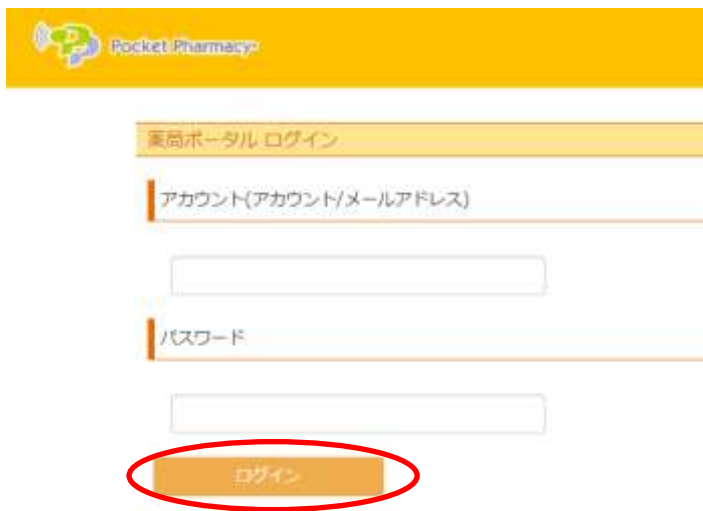 Pocket Pharmacy
薬局ポータル ログイン
アカウント(アカウント/メールアドレス)
パスワード
ログイン